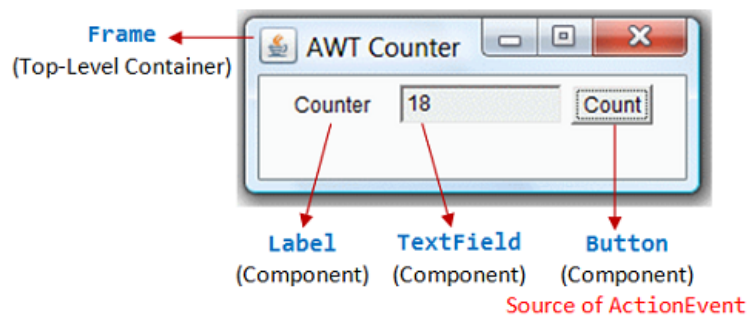 Frame
(Top-Level Container)
AWT Counter
Counter 18 Count
Label TextField Button
(Component) (Component) (Component)
Source of ActionEvent